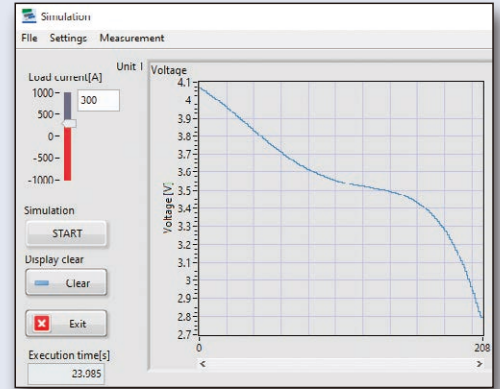 Simulation
File Settings Measurement
Unit I
Voltage
Load current[A]
1000
500
0
-500
-1000
300
Simulation
START
Display clear
Clear
Exit
Execution time[s]
23.985
Voltage [V]
4.1
4
3.9
3.8
3.7
3.6
3.5
3.4
3.3
3.2
3.1
3
2.9
2.8
2.7
0
208